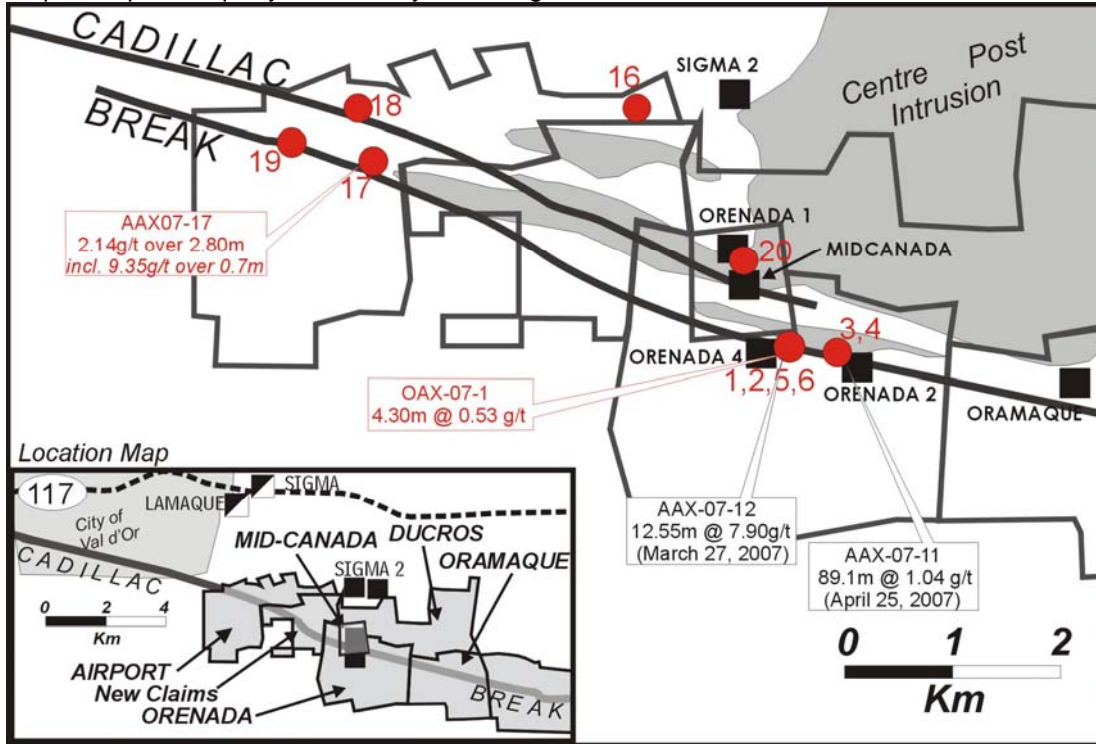 CADILLAC
BREAK
16
SIGMA 2
Centre Post
Intrusion
18
19
17
AAX07-17
2.14g/t over 2.80m
incl. 9.35g/t over 0.7m
ORENADA 1
20
MIDCANADA
3,4
ORENADA 4
1,2,5,6
ORENADA 2
ORAMAQUE
OAX-07-1
4.30m @ 0.53 g/t
AAX-07-12
12.55m @ 7.90g/t
(March 27, 2007)
AAX-07-11
89.1m @ 1.04 g/t
(April 25, 2007)
0 1 2
Km
Location Map
117
SIGMA
LAMAQUE
City of
Val d'Or
CADILLAC
MID-CANADA
DUCROS
SIGMA 2
ORAMAQUE
0 2 4
Km
AIRPORT
New Claims
ORENADA
BREAK